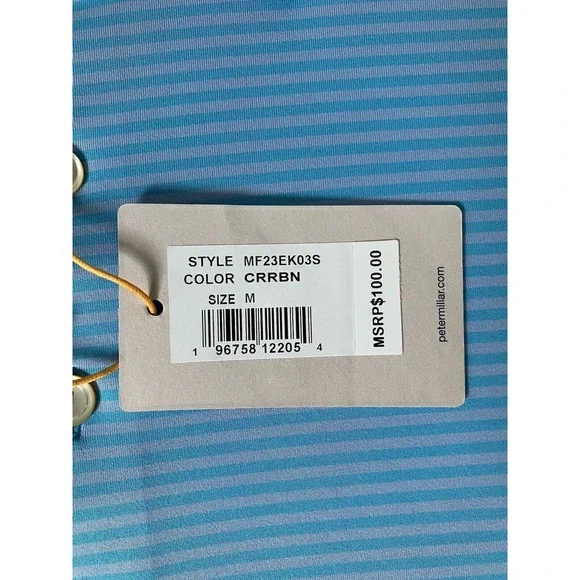 STYLE MF23EK03S
COLOR CRRBN
SIZE M
1 96758 12205 4
MSRP$100.00
petermillar.com